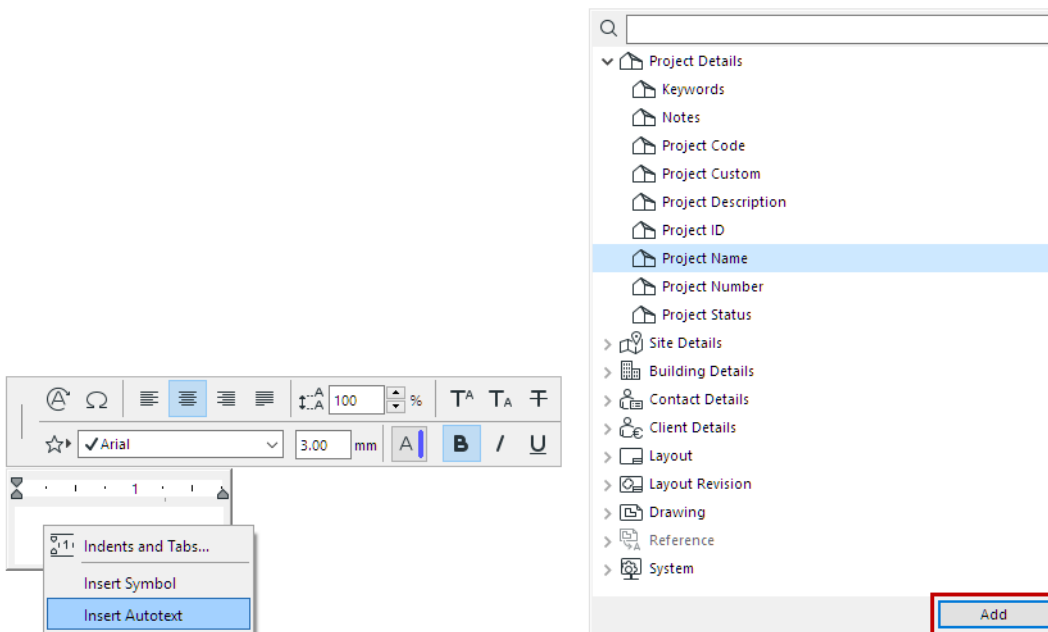 Project Details
Keywords
Notes
Project Code
Project Custom
Project Description
Project ID
Project Name
Project Number
Project Status
Site Details
Building Details
Contact Details
Client Details
Layout
Layout Revision
Drawing
Reference
System
Add
A Ω A A 100 % TA TA T
Arial 3.00 mm A B I U
1
Indents and Tabs...
Insert Symbol
Insert Autotext